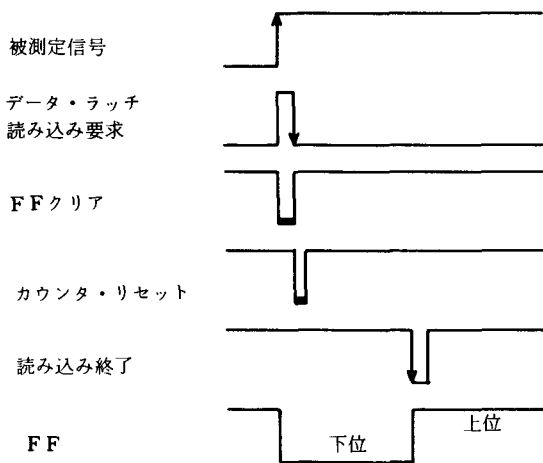 被測定信号
データ・ラッチ
読み込み要求
FFクリア
カウンタ・リセット
読み込み終了
上位
下位
FF